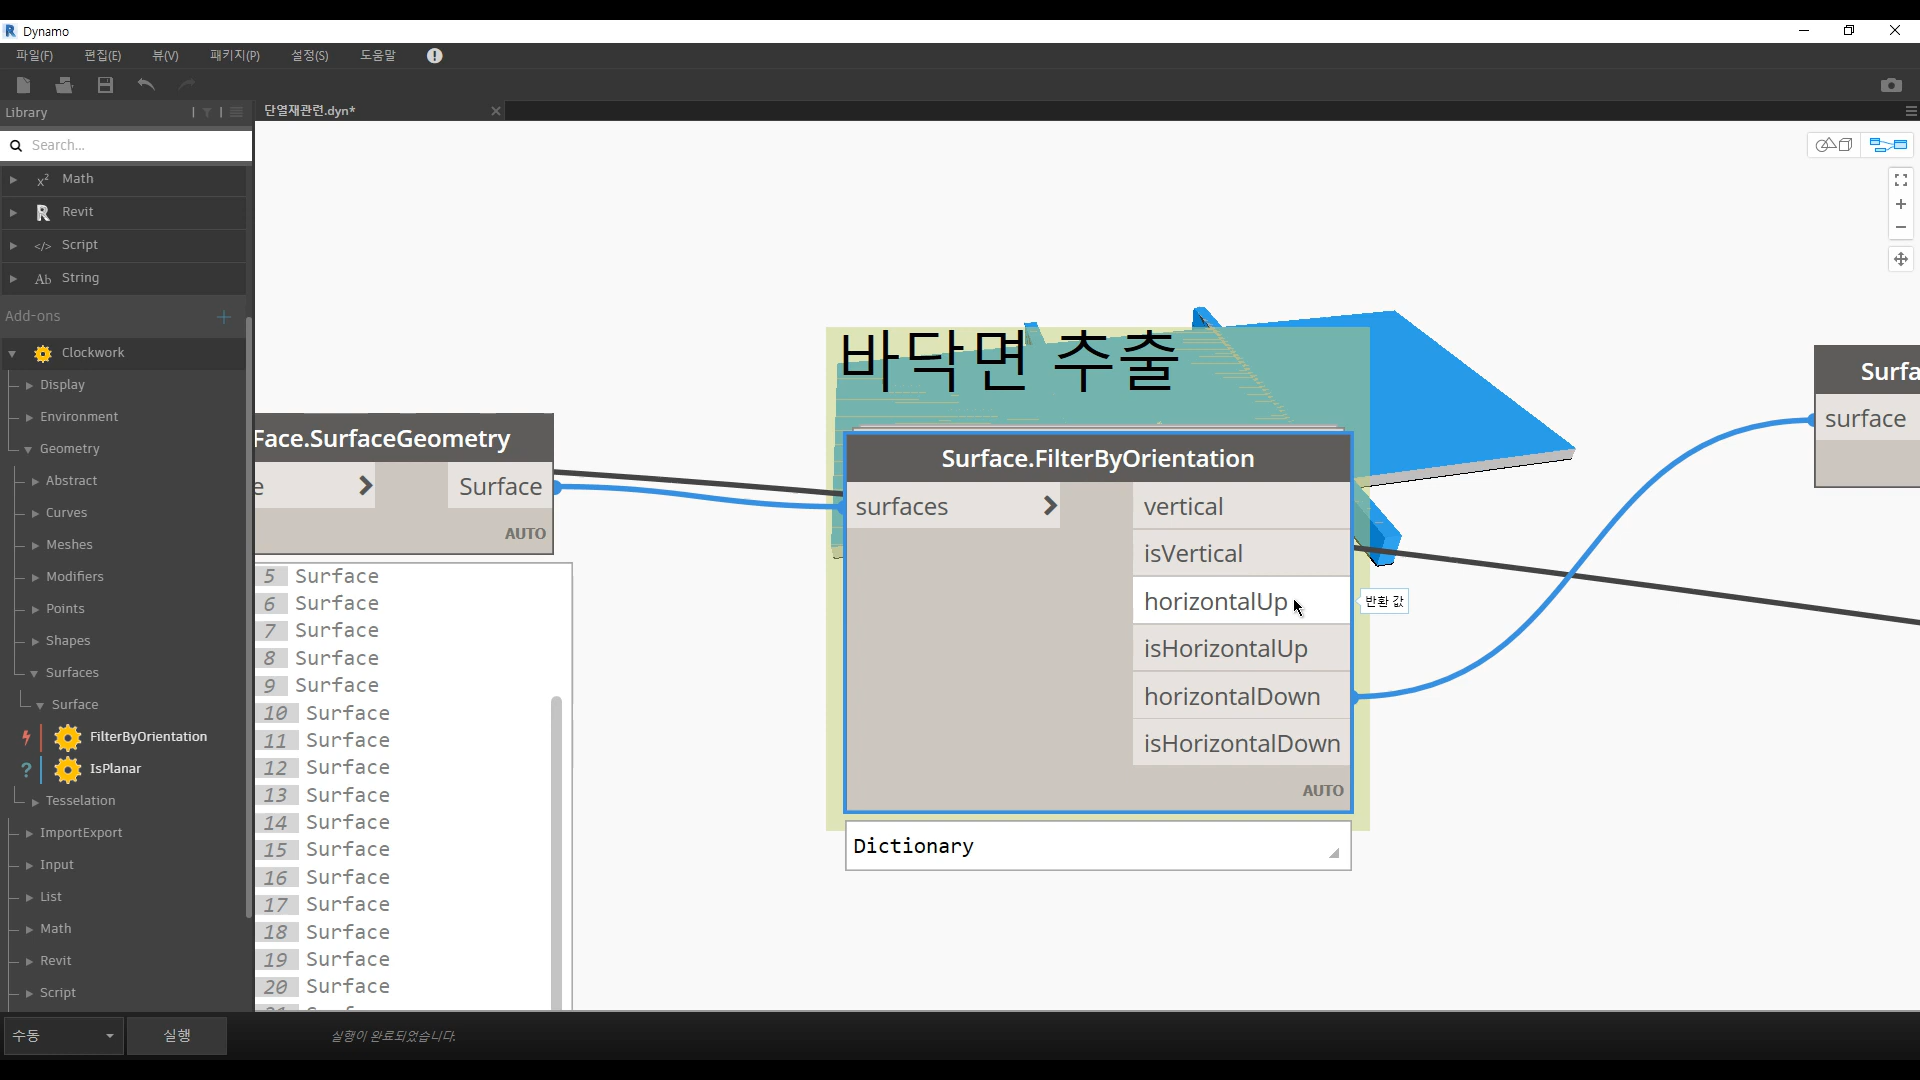 Dynamo
파일(F) 편집(E) 뷰(V) 패키지(P) 설정(S) 도움말
Library
단열재관련.dyn*
Search...
Math
Revit
Script
String
Add-ons
Clockwork
Display
Environment
Geometry
Abstract
Curves
Meshes
Modifiers
Points
Shapes
Surfaces
Surface
FilterByOrientation
IsPlanar
Tesselation
ImportExport
Input
List
Math
Revit
Script
Face.SurfaceGeometry
e > Surface
AUTO
5 Surface
6 Surface
7 Surface
8 Surface
9 Surface
10 Surface
11 Surface
12 Surface
13 Surface
14 Surface
15 Surface
16 Surface
17 Surface
18 Surface
19 Surface
20 Surface
바닥면 추출
Surface.FilterByOrientation
surfaces > vertical
isVertical
horizontalUp
반환 값
isHorizontalUp
horizontalDown
isHorizontalDown
AUTO
Dictionary
Surfa
surface
수동 실행 실행이 완료되었습니다.